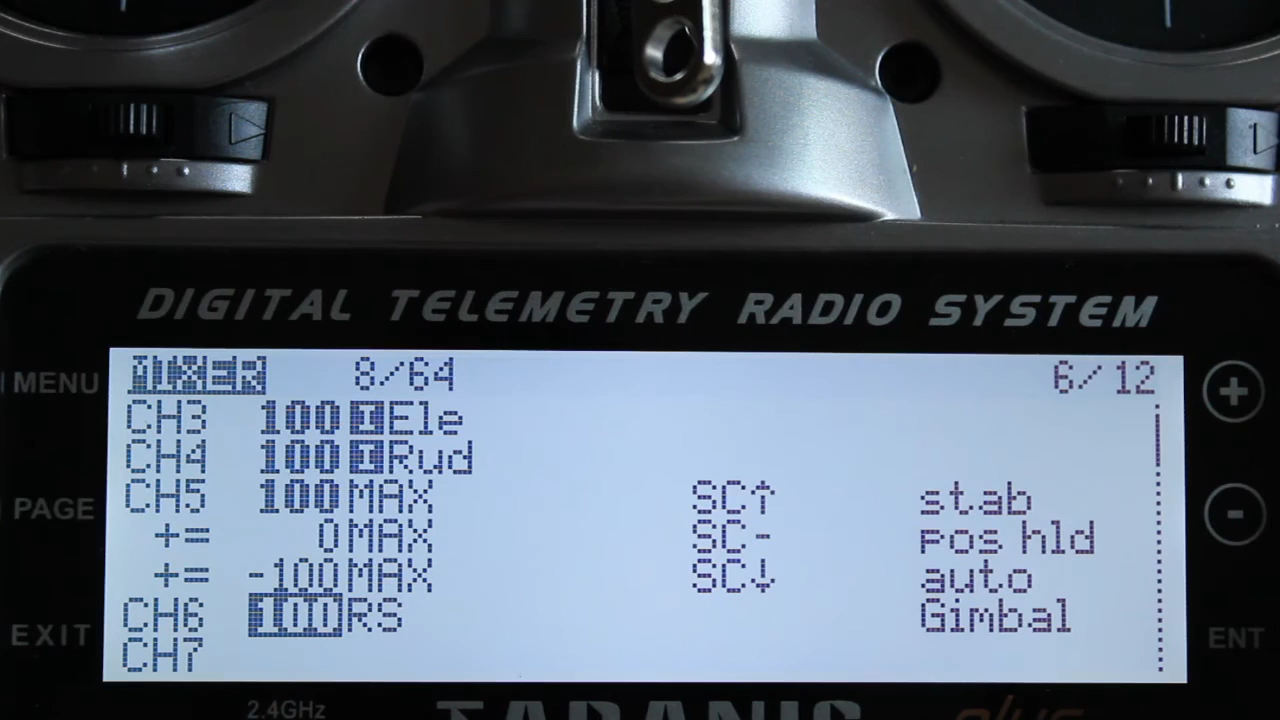 DIGITAL TELEMETRY RADIO SYSTEM
MENU
PAGE
EXIT
MIXER 8/64 6/12
CH3 100 I Ele
CH4 100 I Rud
CH5 100 MAX SC↑ stab
+= 0 MAX SC- pos hld
+= -100 MAX SC↓ auto
CH6 100 RS Gimbal
CH7
+
-
ENT
2.4GHz
TARANIS plus